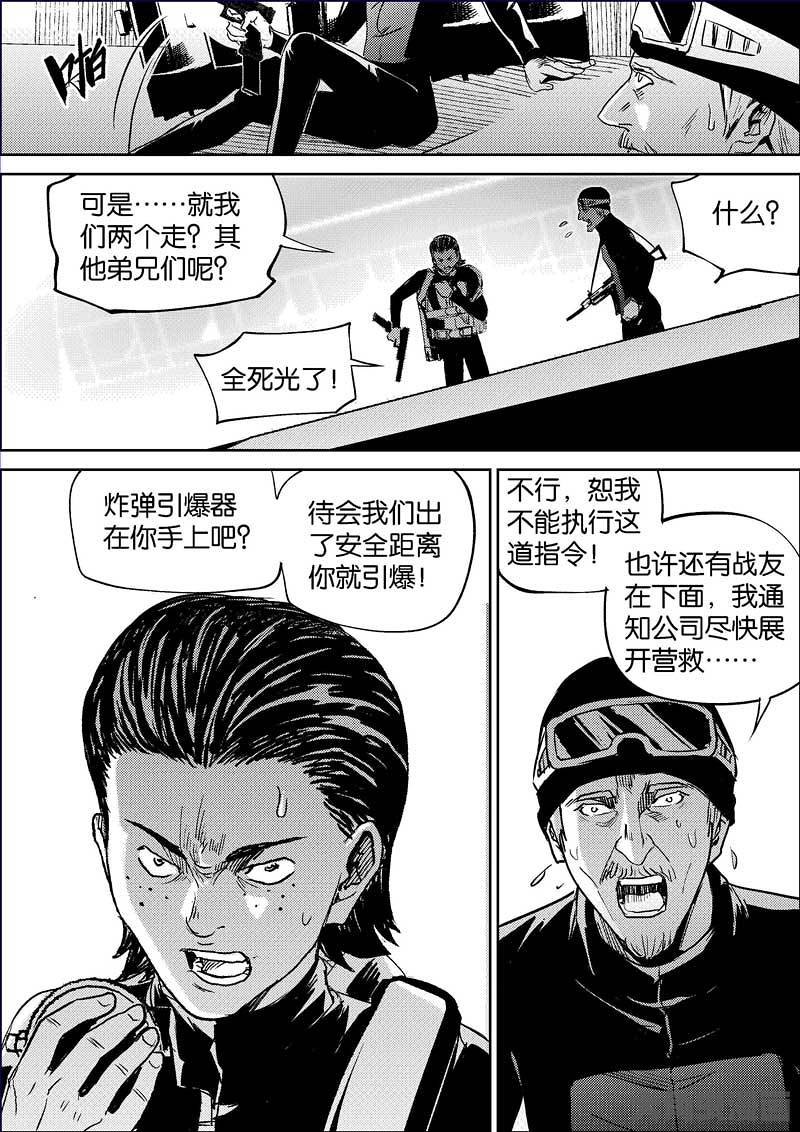 啪
可是……就我
们两个走？其
他弟兄们呢？
什么？
全死光了！
炸弹引爆器
在你手上吧？
待会我们出
了安全距离
你就引爆！
不行，恕我
不能执行这
道指令！
也许还有战友
在下面，我通
知公司尽快展
开营救……